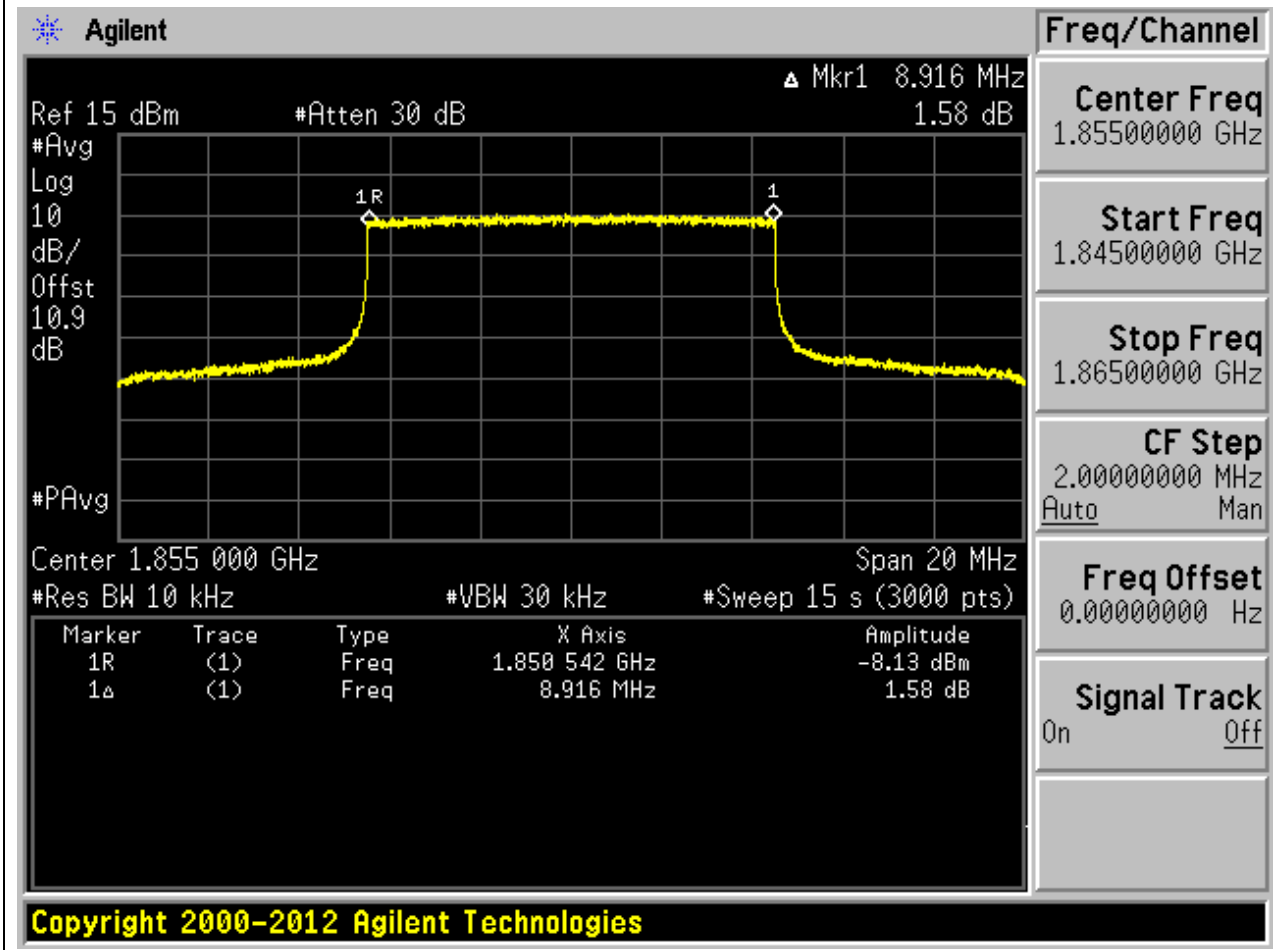 Agilent
Freq/Channel
Δ Mkr1 8.916 MHz
Ref 15 dBm #Atten 30 dB 1.58 dB
#Avg
Log
10
dB/
Offst
10.9
dB
1R
1
#PAvg
Center 1.855 000 GHz Span 20 MHz
#Res BW 10 kHz #VBW 30 kHz #Sweep 15 s (3000 pts)
Marker Trace Type X Axis Amplitude
1R (1) Freq 1.850 542 GHz -8.13 dBm
1Δ (1) Freq 8.916 MHz 1.58 dB
Center Freq
1.85500000 GHz
Start Freq
1.84500000 GHz
Stop Freq
1.86500000 GHz
CF Step
2.00000000 MHz
Auto Man
Freq Offset
0.00000000 Hz
Signal Track
On Off
Copyright 2000-2012 Agilent Technologies